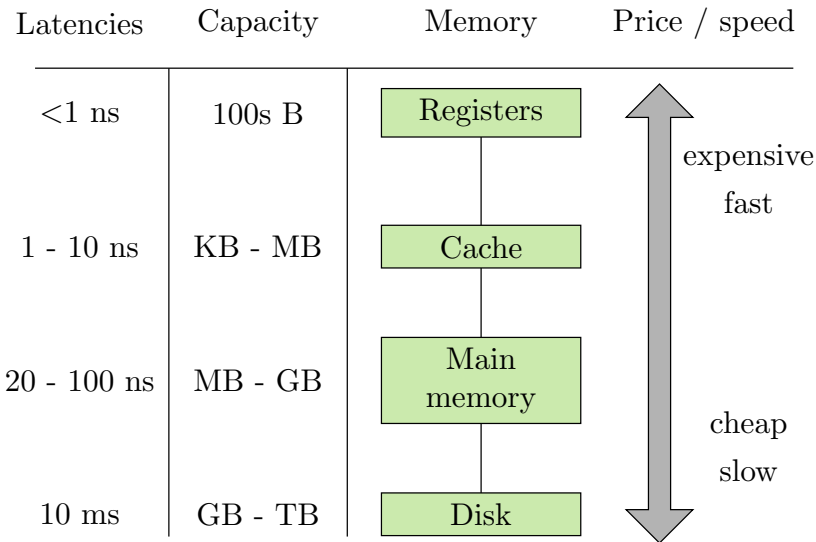 Latencies Capacity Memory Price / speed
<1 ns 100s B Registers
expensive
fast
1 - 10 ns KB - MB Cache
20 - 100 ns MB - GB Main
memory
cheap
slow
10 ms GB - TB Disk